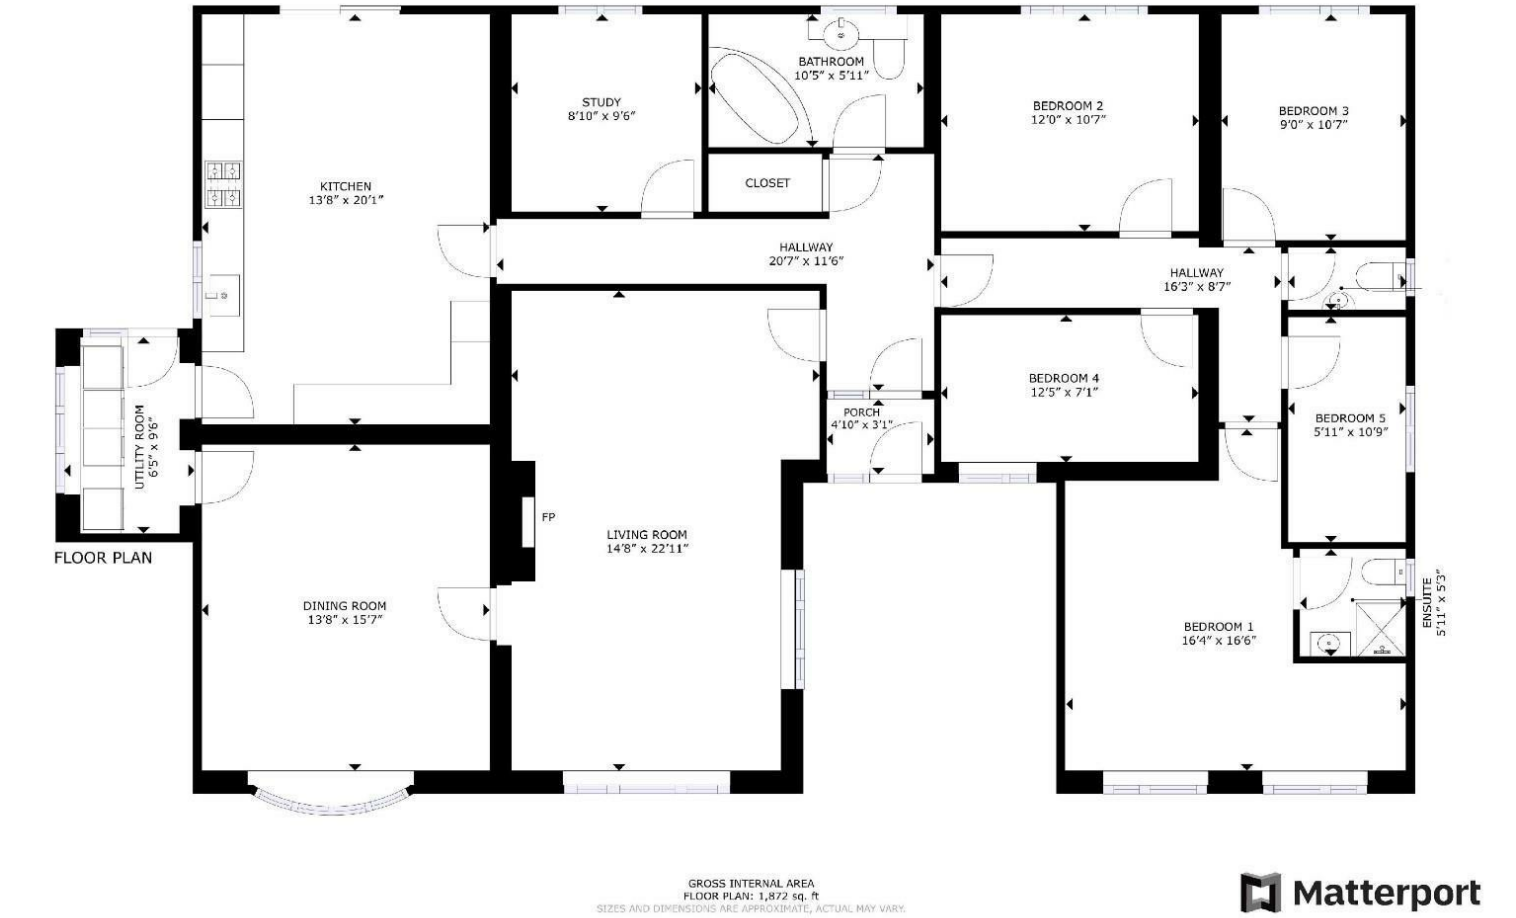 BATHROOM
10'5" x 5'11"
STUDY
8'10" x 9'6"
BEDROOM 2
12'0" x 10'7"
BEDROOM 3
9'0" x 10'7"
KITCHEN
13'8" x 20'1"
CLOSET
HALLWAY
20'7" x 11'6"
HALLWAY
16'3" x 8'7"
BEDROOM 4
12'5" x 7'1"
PORCH
4'10" x 3'1"
BEDROOM 5
5'11" x 10'9"
UTILITY ROOM
6'5" x 9'6"
FP
LIVING ROOM
14'8" x 22'11"
FLOOR PLAN
DINING ROOM
13'8" x 15'7"
BEDROOM 1
16'4" x 16'6"
ENSUITE
5'11" x 5'3"
GROSS INTERNAL AREA
FLOOR PLAN: 1,872 sq. ft
SIZES AND DIMENSIONS ARE APPROXIMATE, ACTUAL MAY VARY.
Matterport